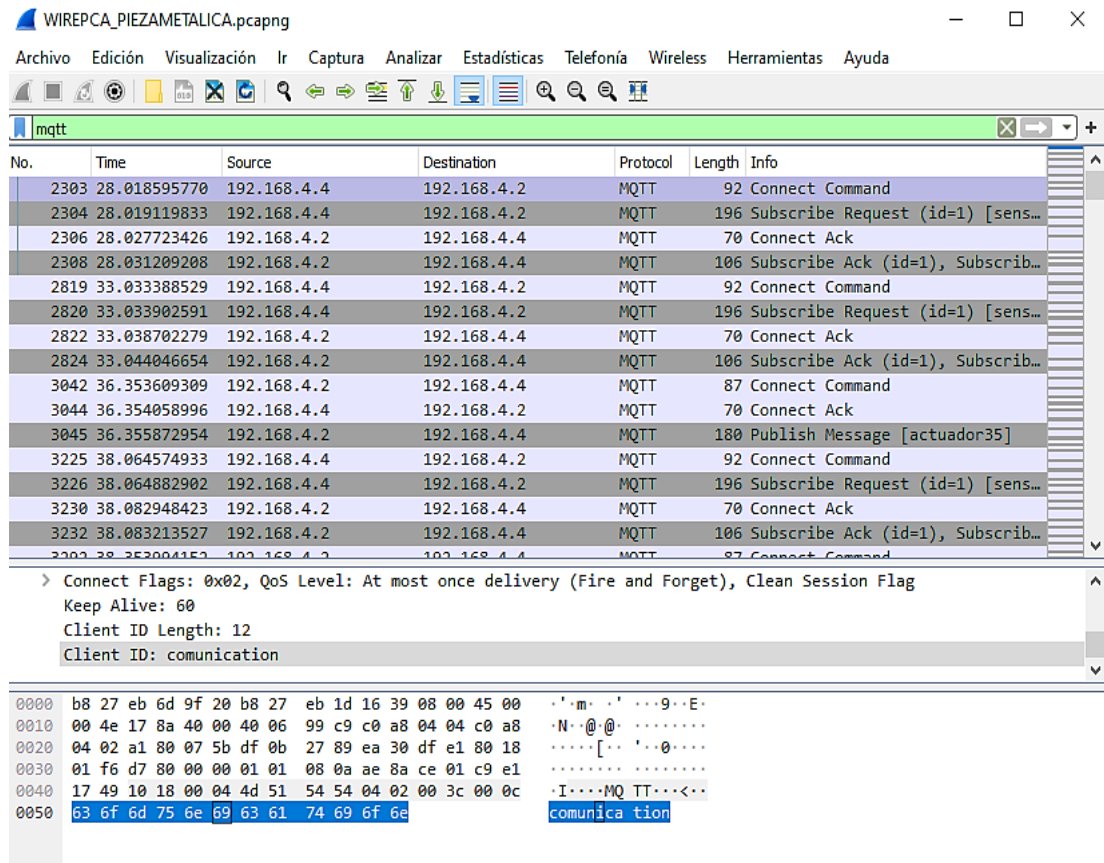 WIREPCA_PIEZAMETALICA.pcapng
Archivo Edición Visualización Ir Captura Analizar Estadísticas Telefonía Wireless Herramientas Ayuda
mqtt
No. Time Source Destination Protocol Length Info
2303 28.018595770 192.168.4.4 192.168.4.2 MQTT 92 Connect Command
2304 28.019119833 192.168.4.4 192.168.4.2 MQTT 196 Subscribe Request (id=1) [sens…
2306 28.027723426 192.168.4.2 192.168.4.4 MQTT 70 Connect Ack
2308 28.031209208 192.168.4.2 192.168.4.4 MQTT 106 Subscribe Ack (id=1), Subscrib…
2819 33.033388529 192.168.4.4 192.168.4.2 MQTT 92 Connect Command
2820 33.033902591 192.168.4.4 192.168.4.2 MQTT 196 Subscribe Request (id=1) [sens…
2822 33.038702279 192.168.4.2 192.168.4.4 MQTT 70 Connect Ack
2824 33.044046654 192.168.4.2 192.168.4.4 MQTT 106 Subscribe Ack (id=1), Subscrib…
3042 36.353609309 192.168.4.2 192.168.4.4 MQTT 87 Connect Command
3044 36.354058996 192.168.4.4 192.168.4.2 MQTT 70 Connect Ack
3045 36.355872954 192.168.4.2 192.168.4.4 MQTT 180 Publish Message [actuador35]
3225 38.064574933 192.168.4.4 192.168.4.2 MQTT 92 Connect Command
3226 38.064882902 192.168.4.4 192.168.4.2 MQTT 196 Subscribe Request (id=1) [sens…
3230 38.082948423 192.168.4.2 192.168.4.4 MQTT 70 Connect Ack
3232 38.083213527 192.168.4.2 192.168.4.4 MQTT 106 Subscribe Ack (id=1), Subscrib…
192.168.4.2 192.168.4.4 MQTT 87 Connect Command
Connect Flags: 0x02, QoS Level: At most once delivery (Fire and Forget), Clean Session Flag
Keep Alive: 60
Client ID Length: 12
Client ID: comunication
0000 b8 27 eb 6d 9f 20 b8 27 eb 1d 16 39 08 00 45 00 ·'·m· ·' ···9··E·
0010 00 4e 17 8a 40 00 40 06 99 c9 c0 a8 04 04 c0 a8 ·N··@·@· ········
0020 04 02 a1 80 07 5b df 0b 27 89 ea 30 df e1 80 18 ·····[·· '··0····
0030 01 f6 d7 80 00 00 01 01 08 0a ae 8a ce 01 c9 e1 ········ ········
0040 17 49 10 18 00 04 4d 51 54 54 04 02 00 3c 00 0c ·I····MQ TT···<··
0050 63 6f 6d 75 6e 69 63 61 74 69 6f 6e comunica tion